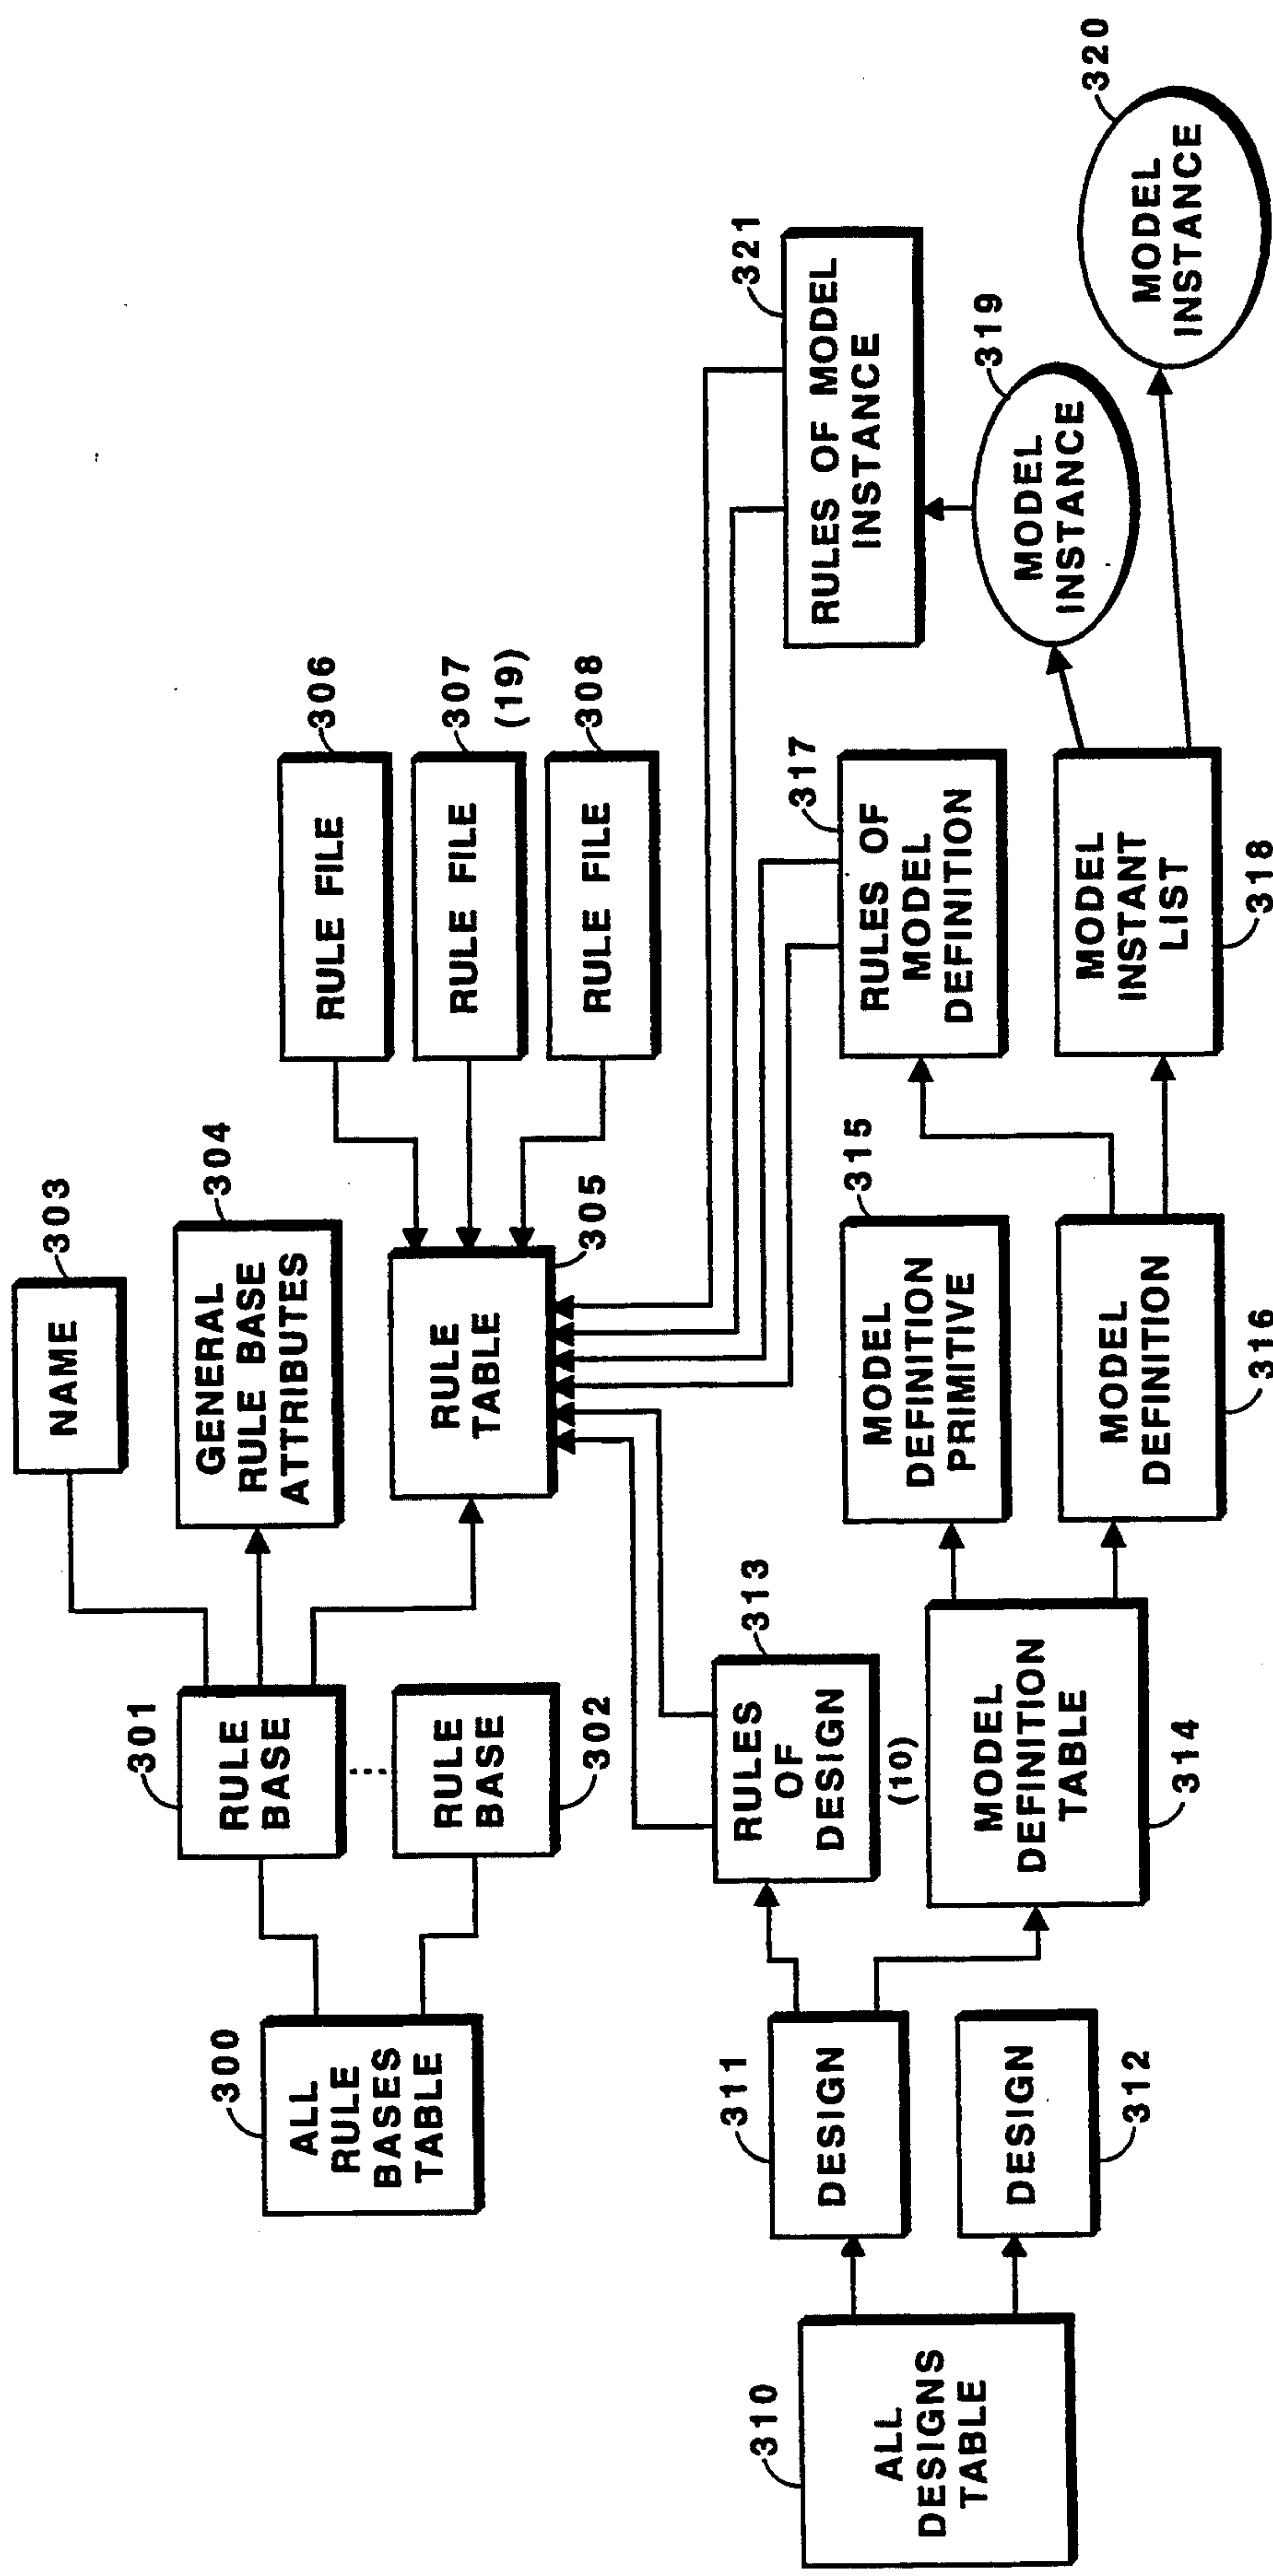 300
ALL
RULE
BASES
TABLE
301
RULE
BASE
RULE
BASE
302
303
NAME
304
GENERAL
RULE BASE
ATTRIBUTES
RULE
TABLE
305
306
RULE FILE
307
(19)
RULE FILE
308
RULE FILE
310
ALL
DESIGNS
TABLE
311
DESIGN
DESIGN
312
313
RULES
OF
DESIGN
(10)
MODEL
DEFINITION
TABLE
314
315
MODEL
DEFINITION
PRIMITIVE
MODEL
DEFINITION
316
317
RULES OF
MODEL
DEFINITION
MODEL
INSTANT
LIST
318
321
RULES OF MODEL
INSTANCE
319
MODEL
INSTANCE
320
MODEL
INSTANCE